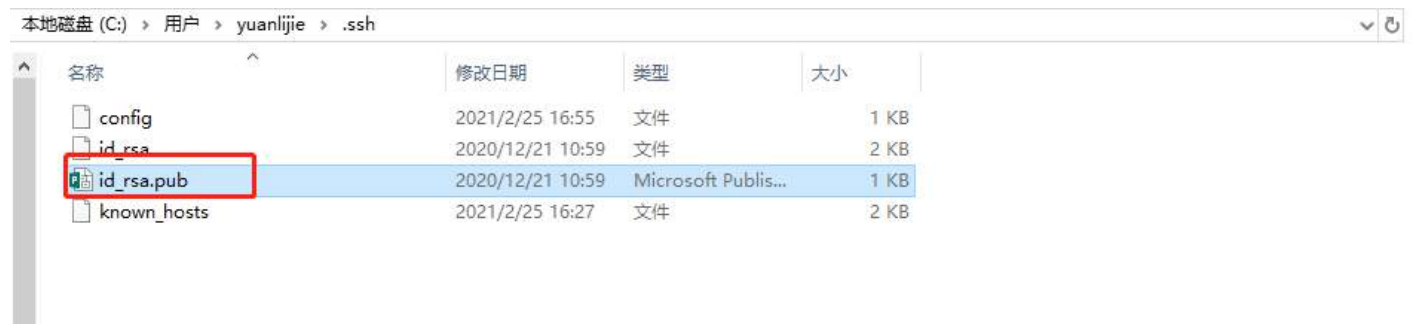 本地磁盘 (C:) › 用户 › yuanlijie › .ssh
名称 修改日期 类型 大小
config 2021/2/25 16:55 文件 1 KB
id_rsa 2020/12/21 10:59 文件 2 KB
id_rsa.pub 2020/12/21 10:59 Microsoft Publis... 1 KB
known_hosts 2021/2/25 16:27 文件 2 KB